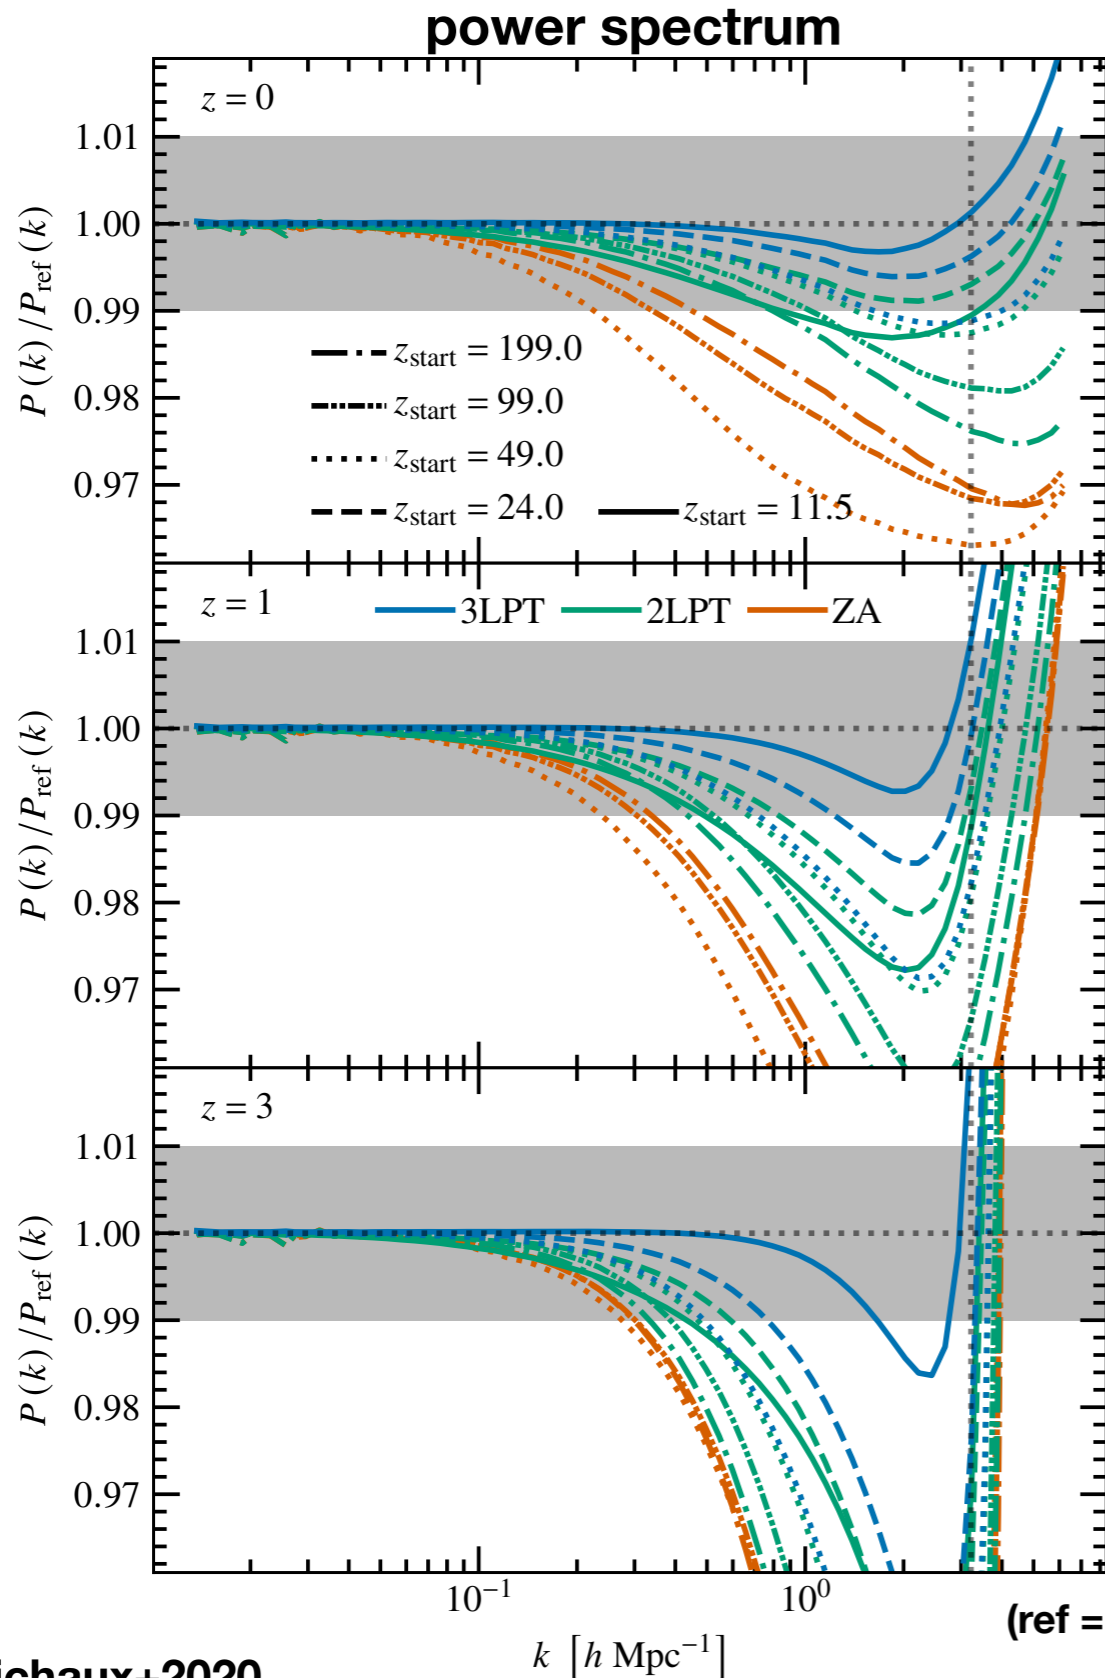 power spectrum
z = 0
1.01
1.00
0.99
0.98
0.97
P(k)/P_ref(k)
z_start = 199.0
z_start = 99.0
z_start = 49.0
z_start = 24.0
z_start = 11.5
z = 1
3LPT 2LPT ZA
1.01
1.00
0.99
0.98
0.97
P(k)/P_ref(k)
z = 3
1.01
1.00
0.99
0.98
0.97
P(k)/P_ref(k)
10⁻¹ 10⁰
(ref =
k [h Mpc⁻¹]
ichaux+2020